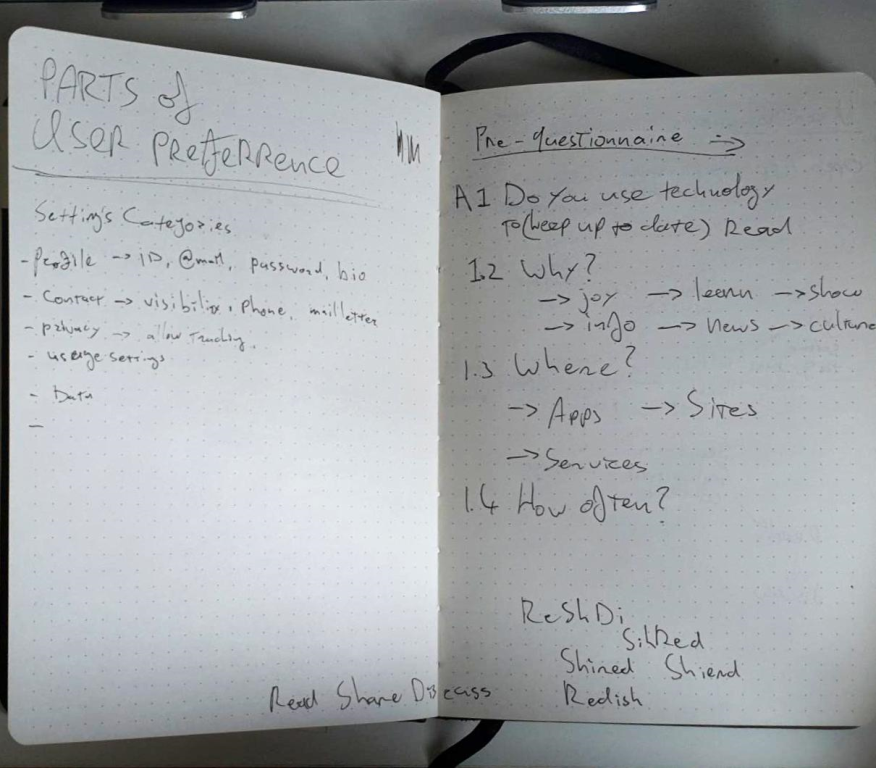 PARTS of
USER PREFERRENCE
Setting's Categories
- Profile → ID, @mail, password, bio
- Contact → visibility, Phone, mailletter
- privacy → allow Tracking,
- usage settings
- Data
-
Read Share Discuss
Pre-questionnaire →
A1 Do you use technology
To (keep up to date) Read
1.2 Why?
→ joy → learn → show
→ info → news → culture
1.3 Where?
→ Apps → Sites
→ Services
1.4 How often?
ReShDi
Shined Shiend
Redish